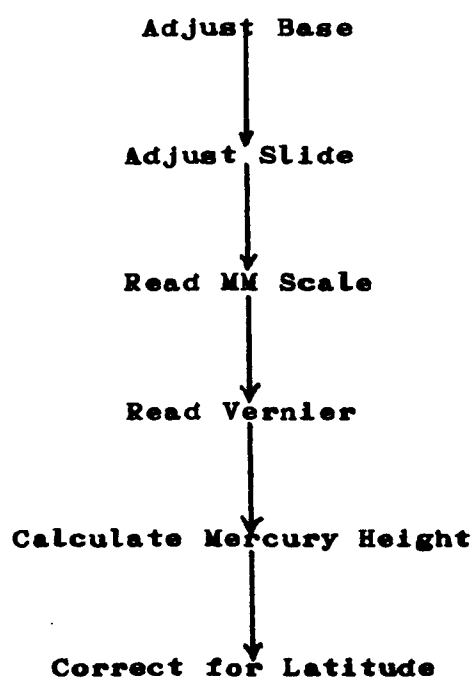 Adjust Base
Adjust Slide
Read MM Scale
Read Vernier
Calculate Mercury Height
Correct for Latitude